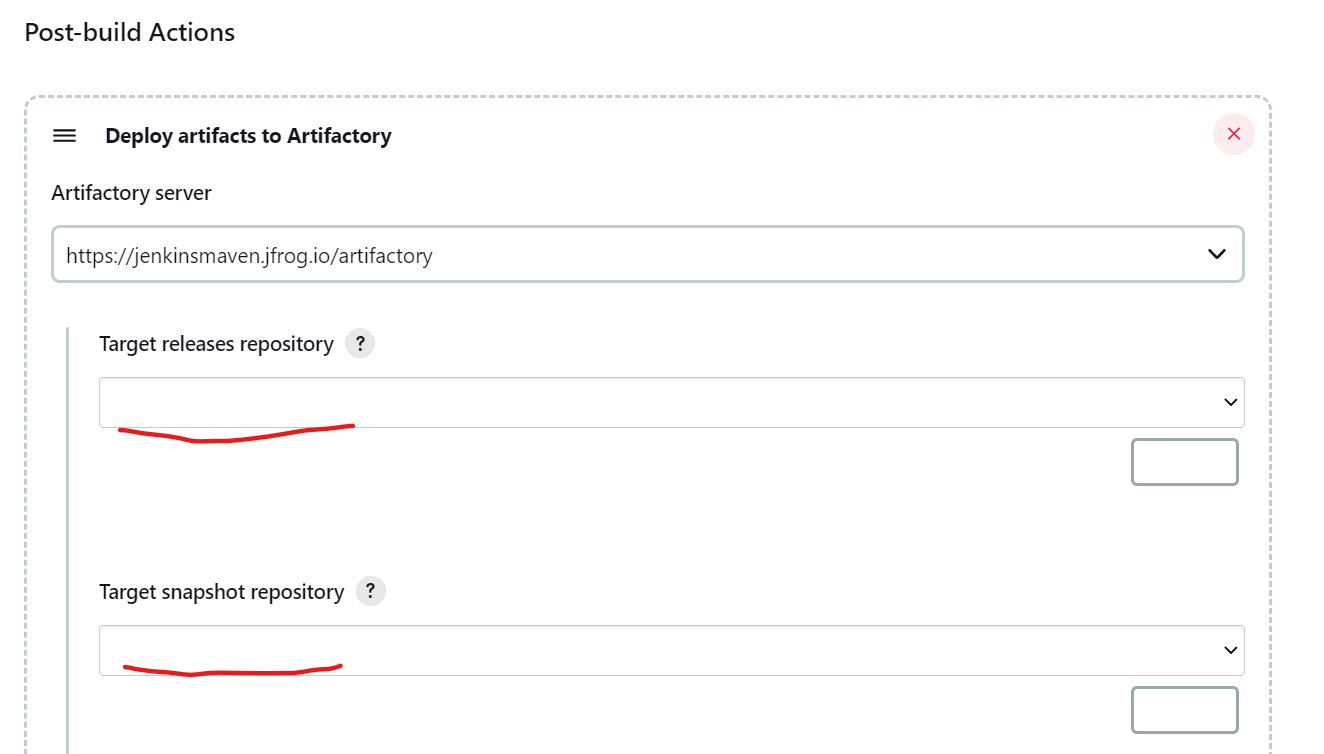 Post-build Actions
Deploy artifacts to Artifactory
Artifactory server
https://jenkinsmaven.jfrog.io/artifactory
Target releases repository ?
Target snapshot repository ?